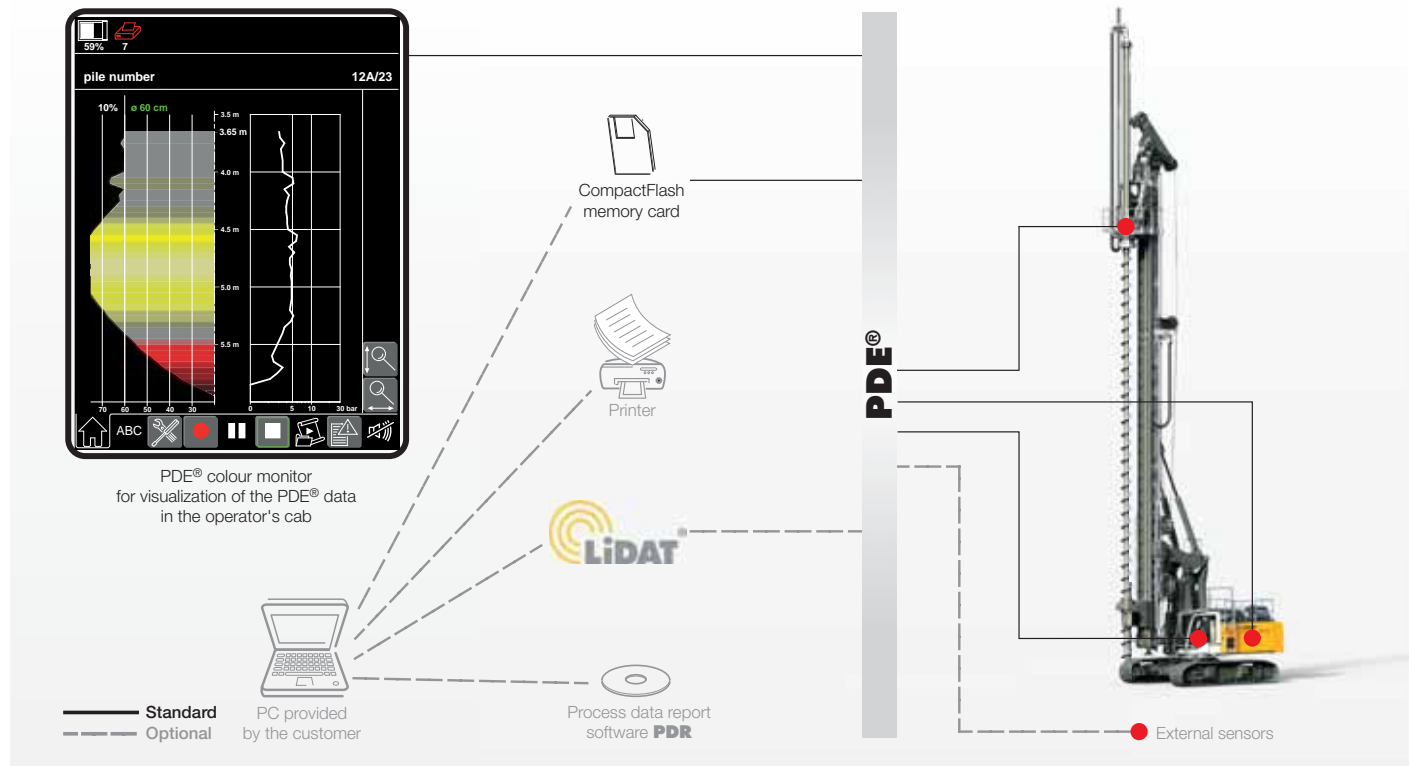 59% 7
pile number 12A/23
10% ø 60 cm
3.5 m
3.65 m
4.0 m
4.5 m
5.0 m
5.5 m
70 60 50 40 30
0 5 10 30 bar
ABC
PDE® colour monitor
for visualization of the PDE® data
in the operator's cab
CompactFlash
memory card
Printer
LiDAT®
PC provided
by the customer
Process data report
software PDR
Standard
Optional
PDE®
External sensors